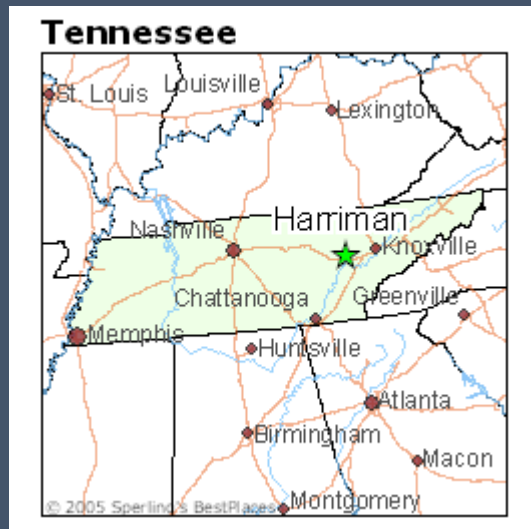 Tennessee
St. Louis
Louisville
Lexington
Harriman
Nashville
Knoxville
Chattanooga
Greenville
Memphis
Huntsville
Atlanta
Birmingham
Macon
Montgomery
© 2005 Sperling's BestPlaces